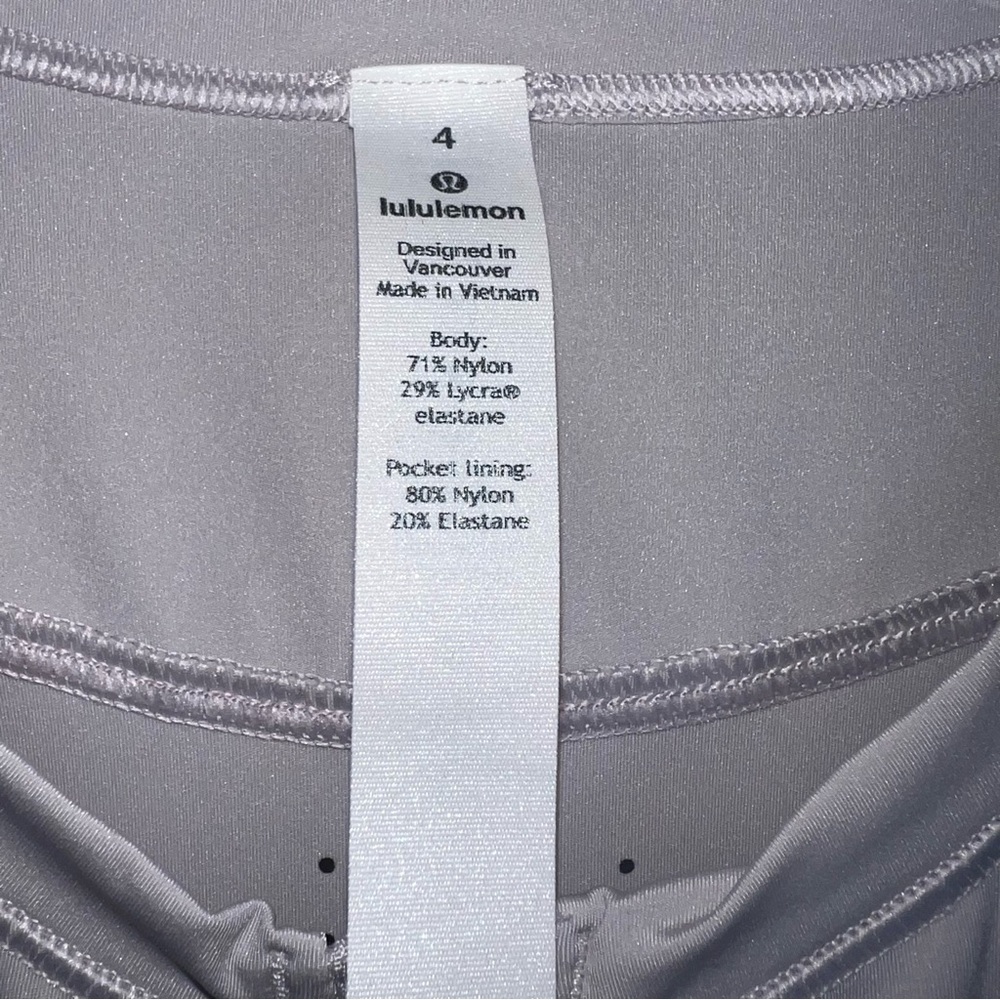 4
lululemon
Designed in
Vancouver
Made in Vietnam
Body:
71% Nylon
29% Lycra®
elastane
Pocket lining:
80% Nylon
20% Elastane